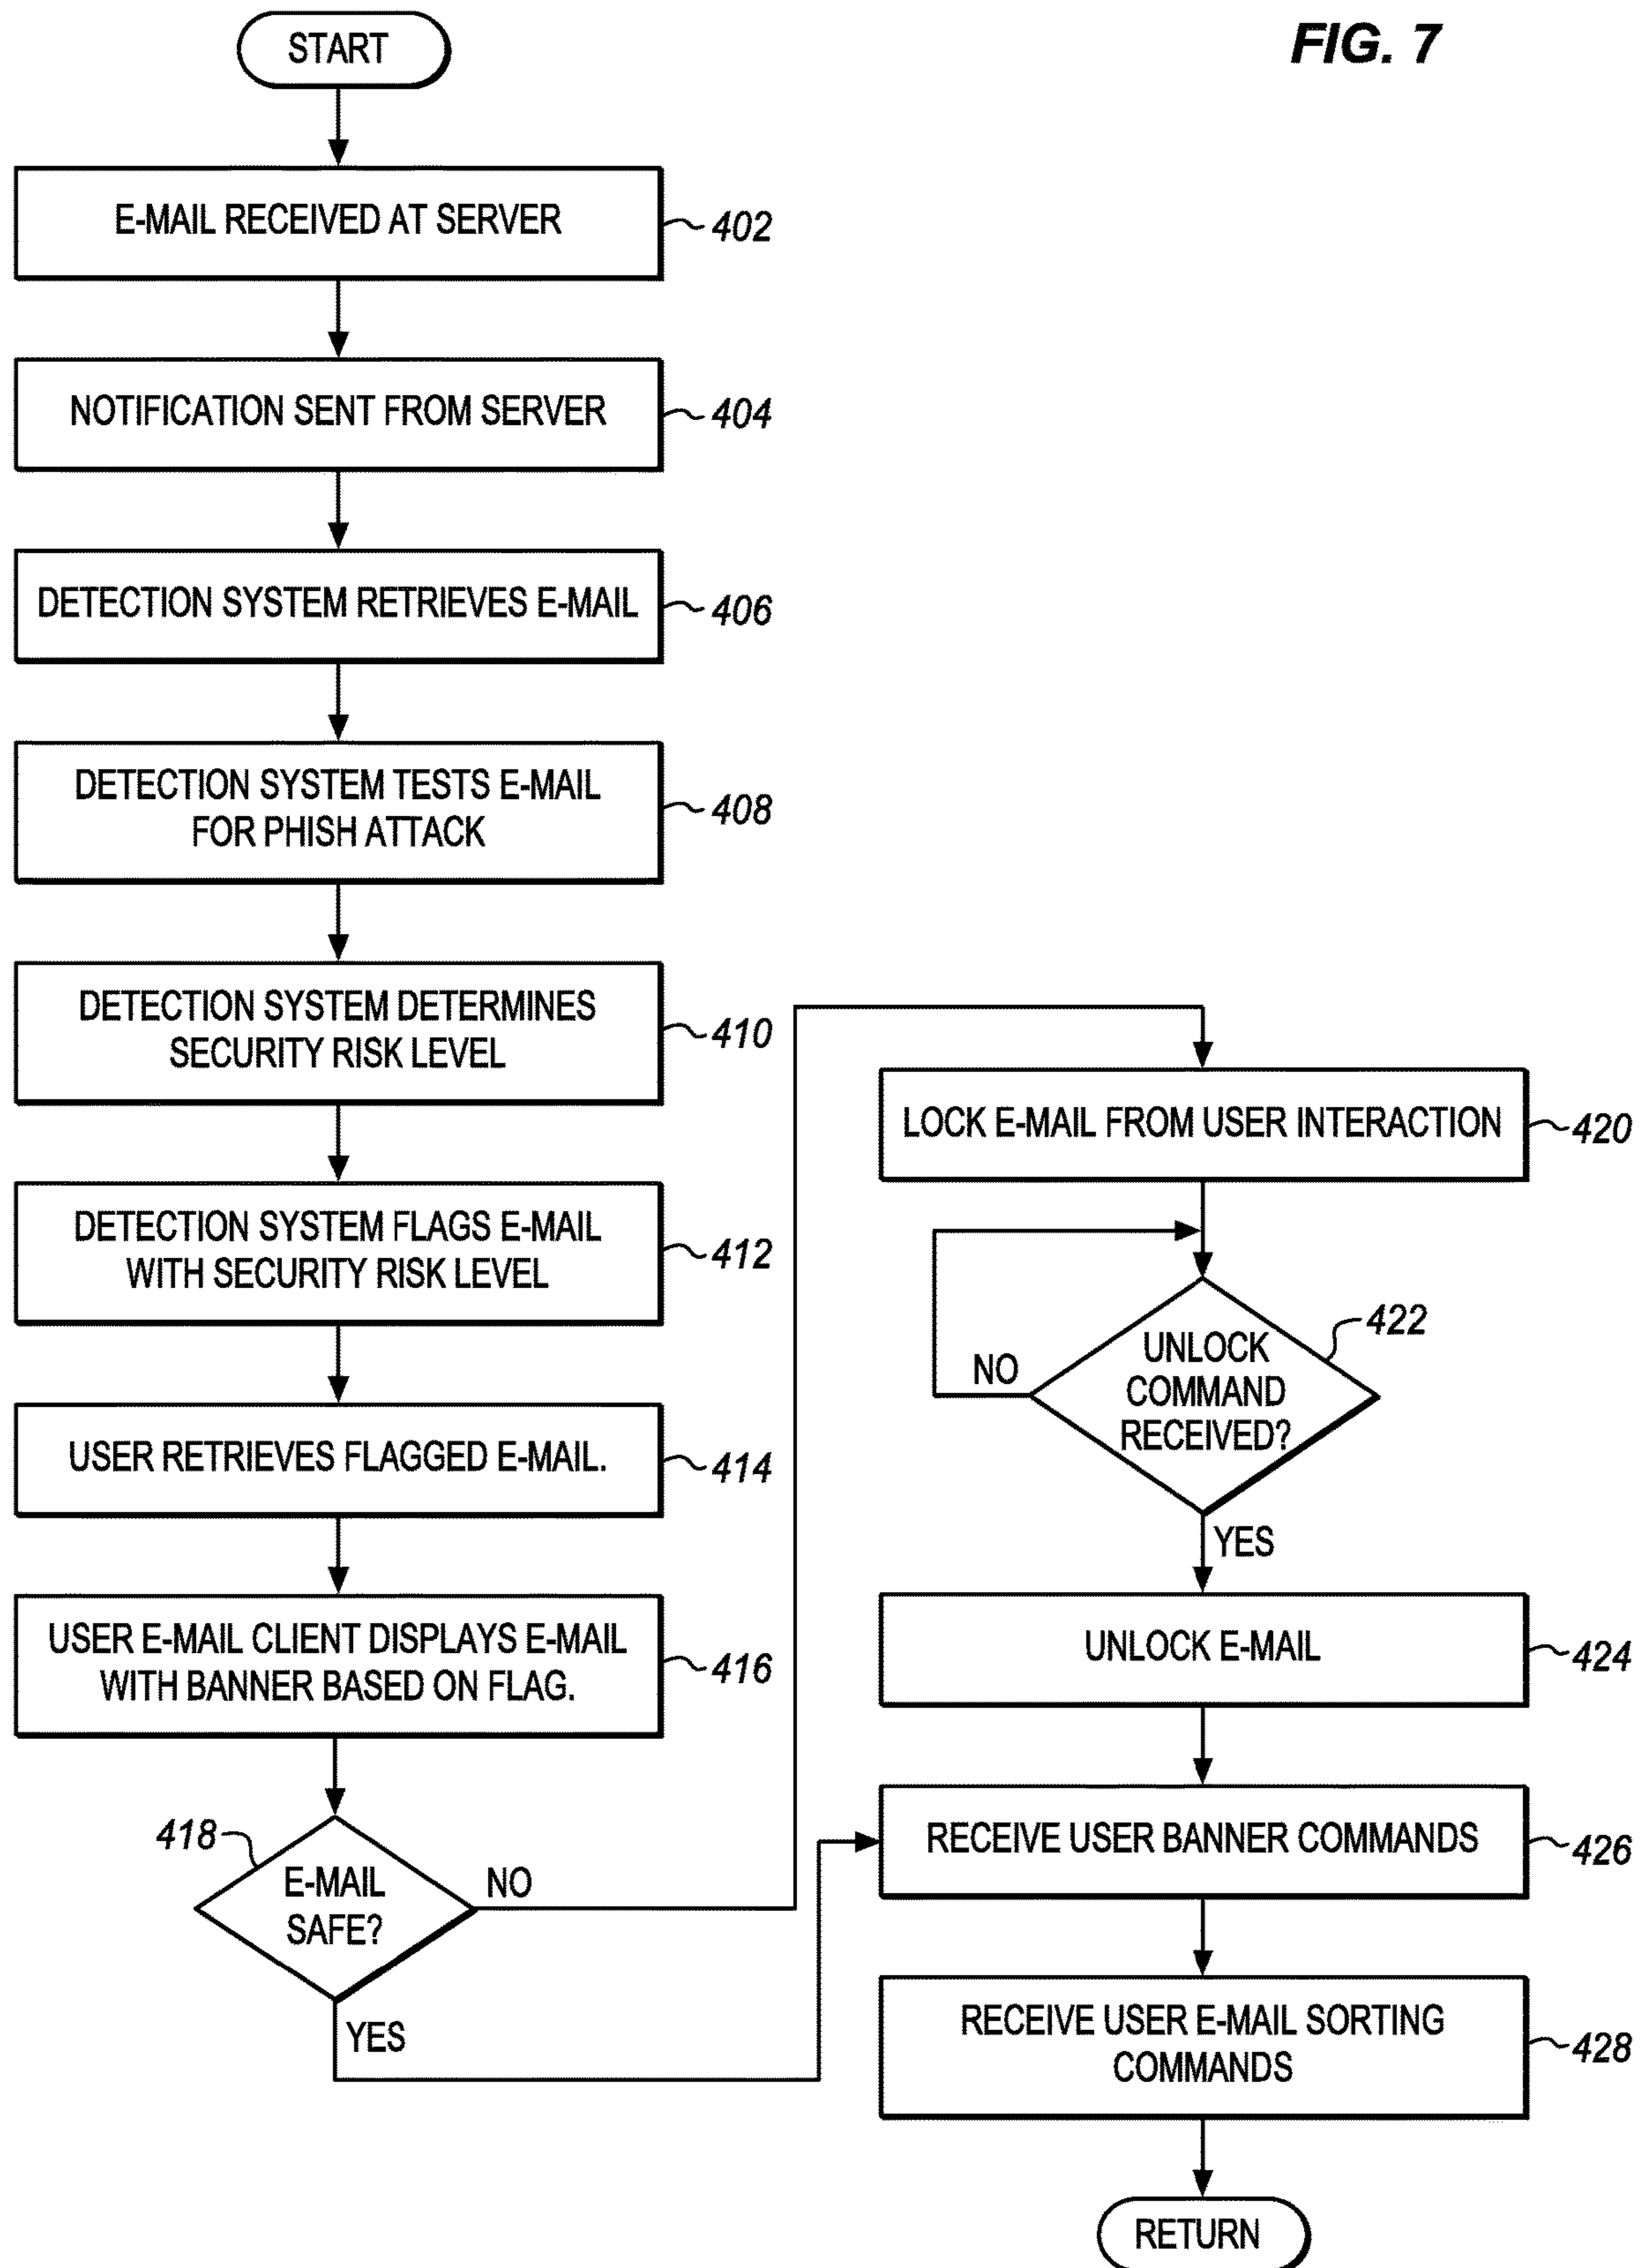 FIG. 7
START
E-MAIL RECEIVED AT SERVER
402
NOTIFICATION SENT FROM SERVER
404
DETECTION SYSTEM RETRIEVES E-MAIL
406
DETECTION SYSTEM TESTS E-MAIL
FOR PHISH ATTACK
408
DETECTION SYSTEM DETERMINES
SECURITY RISK LEVEL
410
DETECTION SYSTEM FLAGS E-MAIL
WITH SECURITY RISK LEVEL
412
USER RETRIEVES FLAGGED E-MAIL.
414
USER E-MAIL CLIENT DISPLAYS E-MAIL
WITH BANNER BASED ON FLAG.
416
418
E-MAIL
SAFE?
NO
YES
LOCK E-MAIL FROM USER INTERACTION
420
UNLOCK
COMMAND
RECEIVED?
422
NO
YES
UNLOCK E-MAIL
424
RECEIVE USER BANNER COMMANDS
426
RECEIVE USER E-MAIL SORTING
COMMANDS
428
RETURN